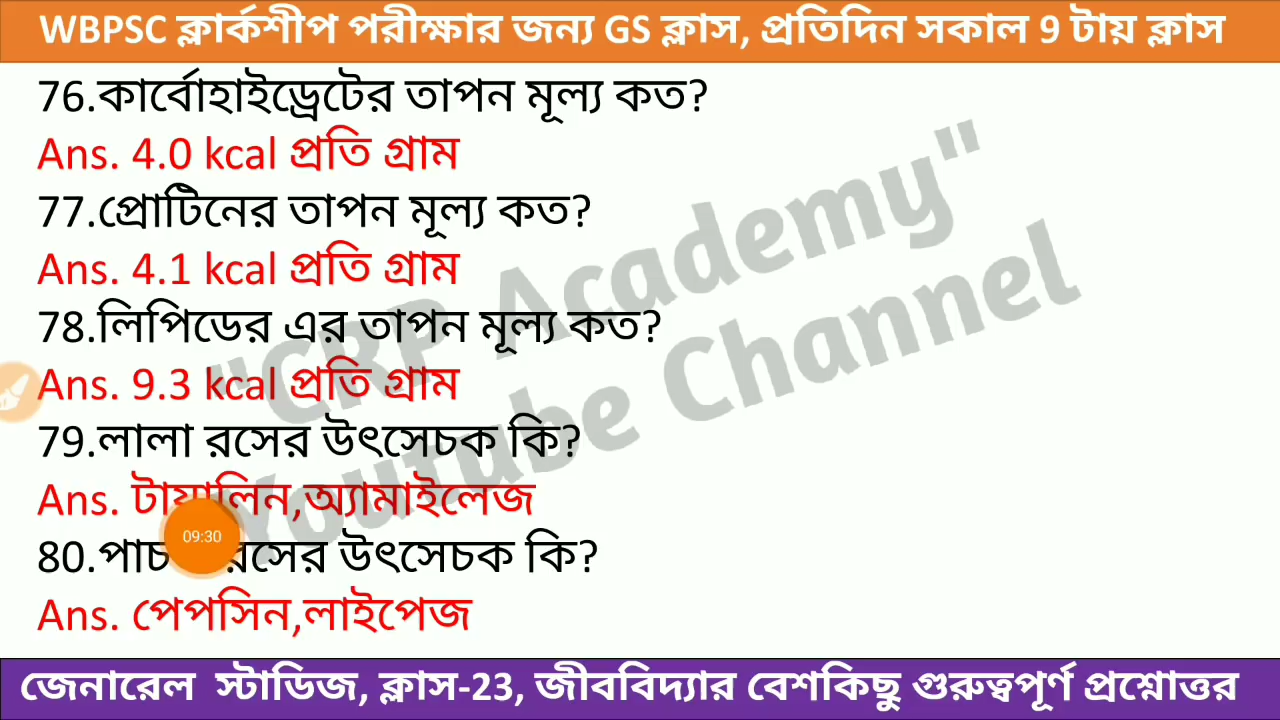 WBPSC ক্লার্কশীপ পরীক্ষার জন্য GS ক্লাস, প্রতিদিন সকাল 9 টায় ক্লাস
76.কার্বোহাইড্রেটের তাপন মূল্য কত?
Ans. 4.0 kcal প্রতি গ্রাম
77.প্রোটিনের তাপন মূল্য কত?
Ans. 4.1 kcal প্রতি গ্রাম
78.লিপিডের এর তাপন মূল্য কত?
Ans. 9.3 kcal প্রতি গ্রাম
79.লালা রসের উৎসেচক কি?
Ans. টায়ালিন,অ্যামাইলেজ
09:30
80. রসের উৎসেচক কি?
Ans. পেপসিন,লাইপেজ
"CRP Academy"
Youtube Channel
জেনারেল স্টাডিজ, ক্লাস-23, জীববিদ্যার বেশকিছু গুরুত্বপূর্ণ প্রশ্নোত্তর